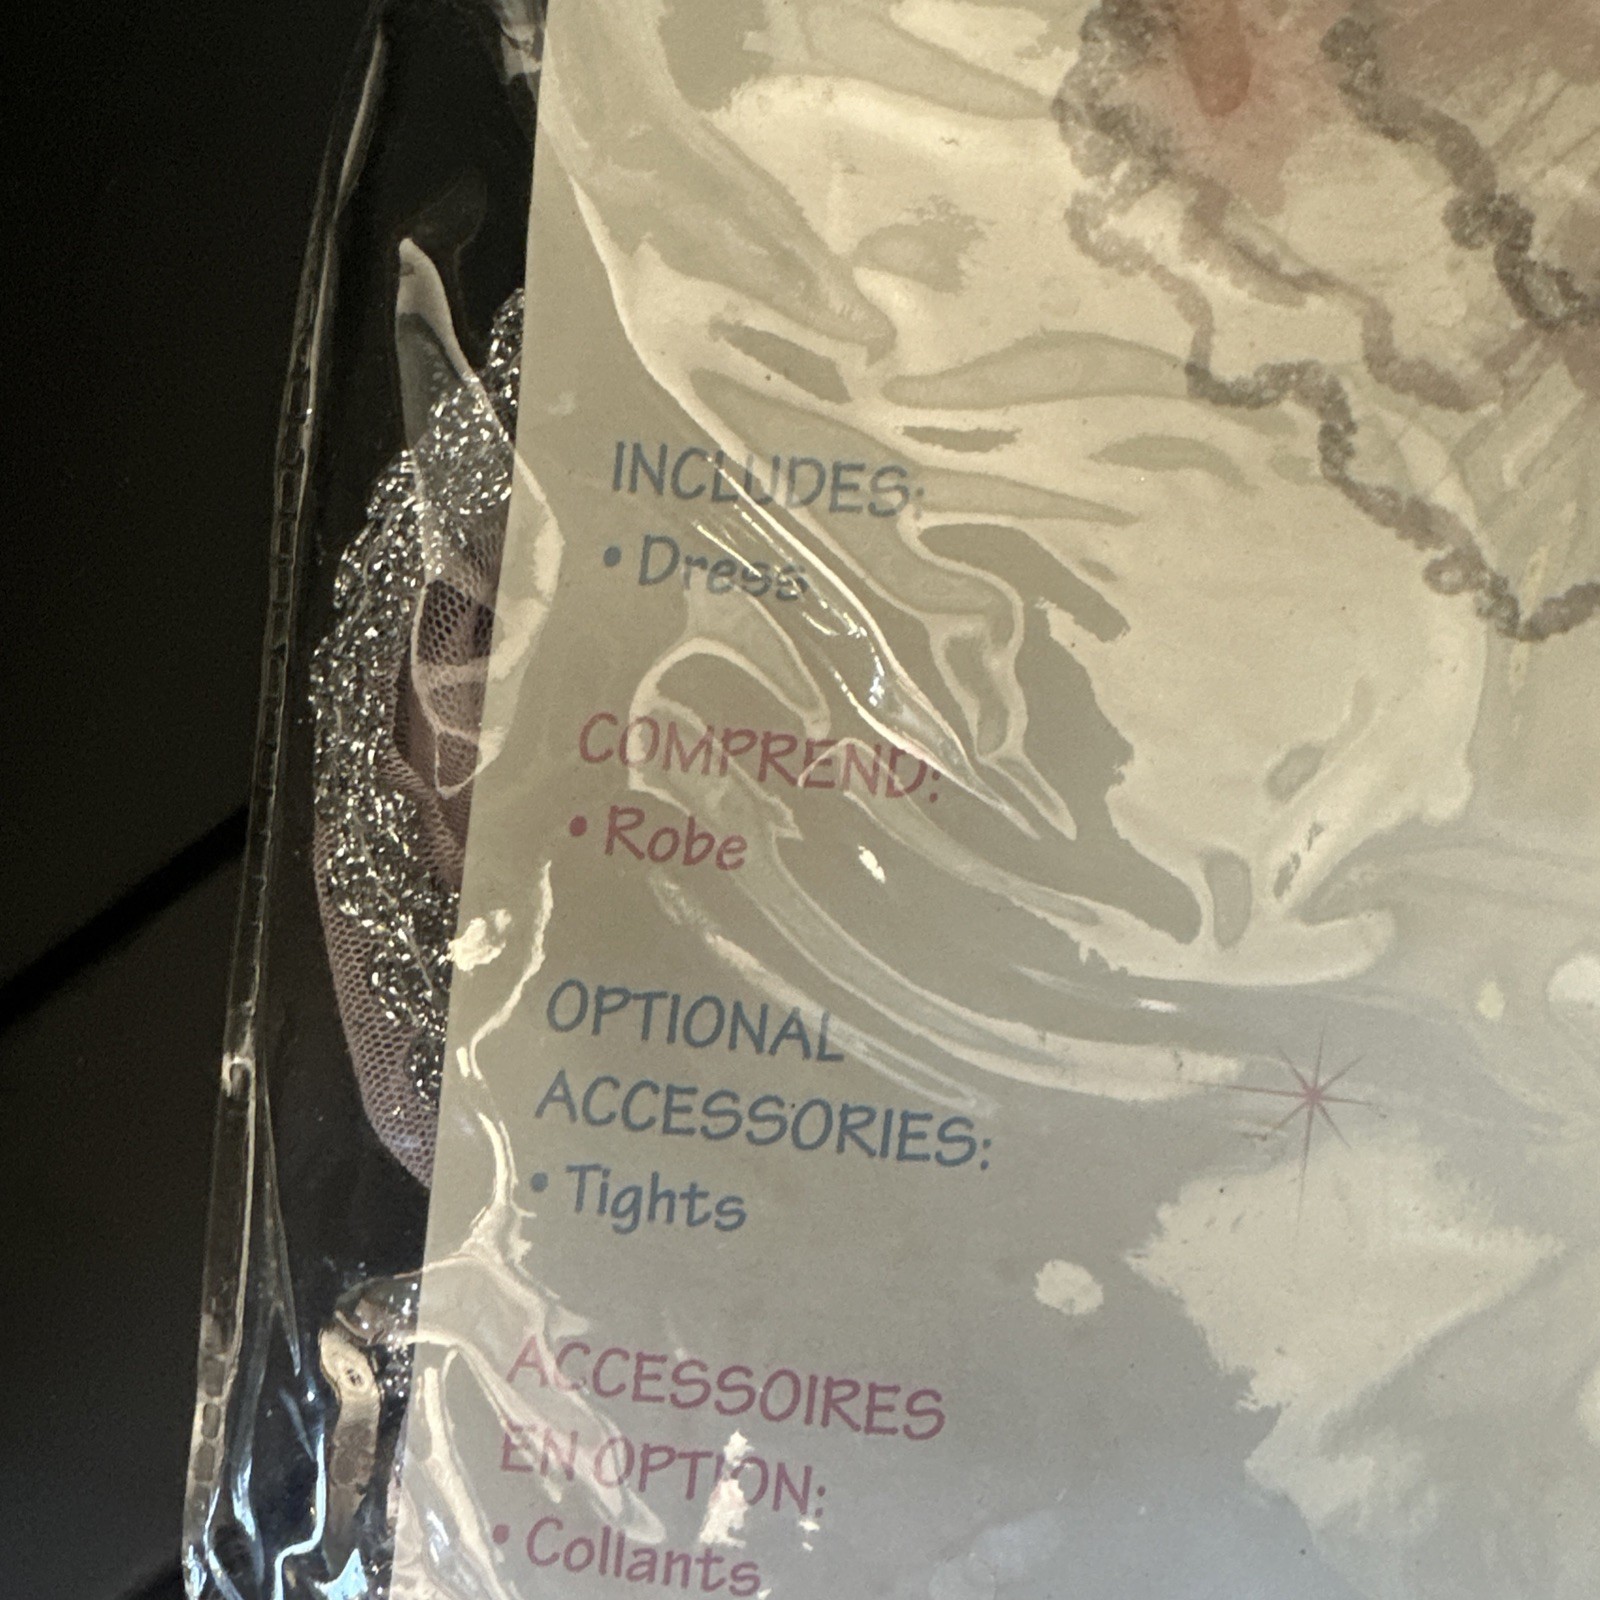 INCLUDES:
• Dress
COMPREND:
• Robe
OPTIONAL
ACCESSORIES:
• Tights
ACCESSOIRES
EN OPTION:
• Collants